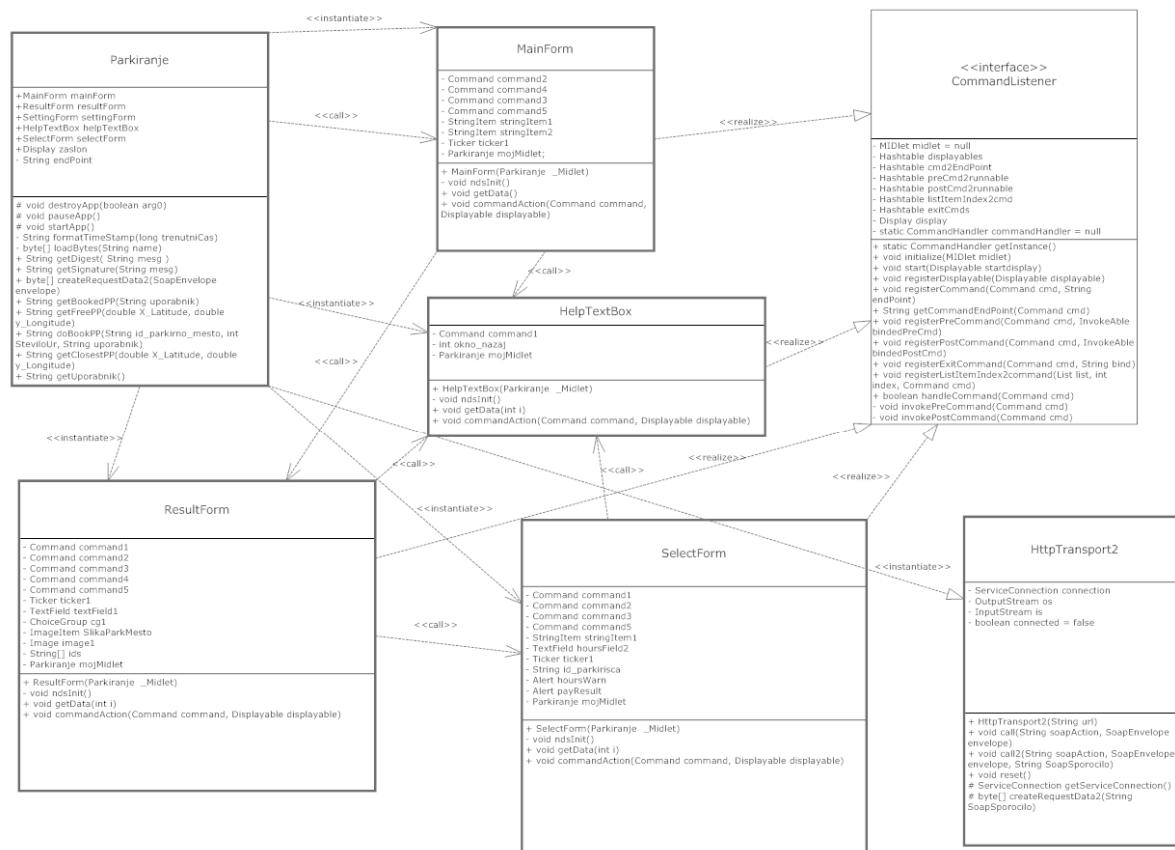 <<instantiate>>
Parkiranje
+MainForm mainForm
+ResultForm resultForm
+SettingForm settingForm
+HelpTextBox helpTextBox
+SelectForm selectForm
+Display zaslon
- String endPoint
# void destroyApp(boolean arg0)
# void pauseApp()
# void startApp()
- String formatTimeStamp(long trenutniCas)
- byte[] loadBytes(String name)
+ String getDigest( String mesg )
+ String getSignature(String mesg)
+ byte[] createRequestData2(SoapEnvelope
envelope)
+ String getBookedPP(String uporabnik)
+ String getFreePP(double X_Latitude, double
y_Longitude)
+ String doBookPP(String id_parkirno_mesto, int
SteviloUr, String uporabnik)
+ String getClosestPP(double X_Latitude, double
y_Longitude)
+ String getUporabnik()
<<call>>
MainForm
- Command command2
- Command command4
- Command command3
- Command command5
- StringItem stringItem1
- StringItem stringItem2
- Ticker ticker1
- Parkiranje mojMidlet;
+ MainForm(Parkiranje _Midlet)
- void ndsInit()
+ void getData()
+ void commandAction(Command command,
Displayable displayable)
<<realize>>
<<interface>>
CommandListener
- MIDlet midlet = null
- Hashtable displayables
- Hashtable cmd2EndPoint
- Hashtable preCmd2runnable
- Hashtable postCmd2runnable
- Hashtable listItemIndex2cmd
- Hashtable exitCmds
- Display display
- static CommandHandler commandHandler = null
+ static CommandHandler getInstance()
+ void initialize(MIDlet midlet)
+ void start(Displayable startdisplay)
+ void registerDisplayable(Displayable displayable)
+ void registerCommand(Command cmd, String
endPoint)
+ String getCommandEndPoint(Command cmd)
+ void registerPreCommand(Command cmd, InvokeAble
bindedPreCmd)
+ void registerPostCommand(Command cmd, InvokeAble
bindedPostCmd)
+ void registerExitCommand(Command cmd, String bind)
+ void registerListItemIndex2command(List list, int
index, Command cmd)
+ boolean handleCommand(Command cmd)
- void invokePreCommand(Command cmd)
- void invokePostCommand(Command cmd)
<<call>>
<<instantiate>>
HelpTextBox
- Command command1
- int okno_nazaj
- Parkiranje mojMidlet
+ HelpTextBox(Parkiranje _Midlet)
- void ndsInit()
+ void getData(int i)
+ void commandAction(Command command, Displayable displayable)
<<realize>>
<<call>>
<<instantiate>>
<<call>>
<<call>>
<<realize>>
<<realize>>
ResultForm
- Command command1
- Command command2
- Command command3
- Command command4
- Command command5
- Ticker ticker1
- TextField textField1
- ChoiceGroup cg1
- ImageItem SlikaParkMesto
- Image image1
- String[] ids
- Parkiranje mojMidlet
+ ResultForm(Parkiranje _Midlet)
- void ndsInit()
+ void getData(int i)
+ void commandAction(Command command, Displayable displayable)
<<instantiate>>
<<call>>
SelectForm
- Command command1
- Command command2
- Command command3
- Command command5
- StringItem stringItem1
- TextField hoursField2
- Ticker ticker1
- String id_parkirisca
- Alert hoursWarn
- Alert payResult
- Parkiranje mojMidlet
+ SelectForm(Parkiranje _Midlet)
- void ndsInit()
+ void getData(int i)
+ void commandAction(Command command, Displayable displayable)
<<instantiate>>
HttpTransport2
- ServiceConnection connection
- OutputStream os
- InputStream is
- boolean connected = false
+ HttpTransport2(String url)
+ void call(String soapAction, SoapEnvelope
envelope)
+ void call2(String soapAction, SoapEnvelope
envelope, String SoapSporocilo)
+ void reset()
# ServiceConnection getServiceConnection()
# byte[] createRequestData2(String
SoapSporocilo)